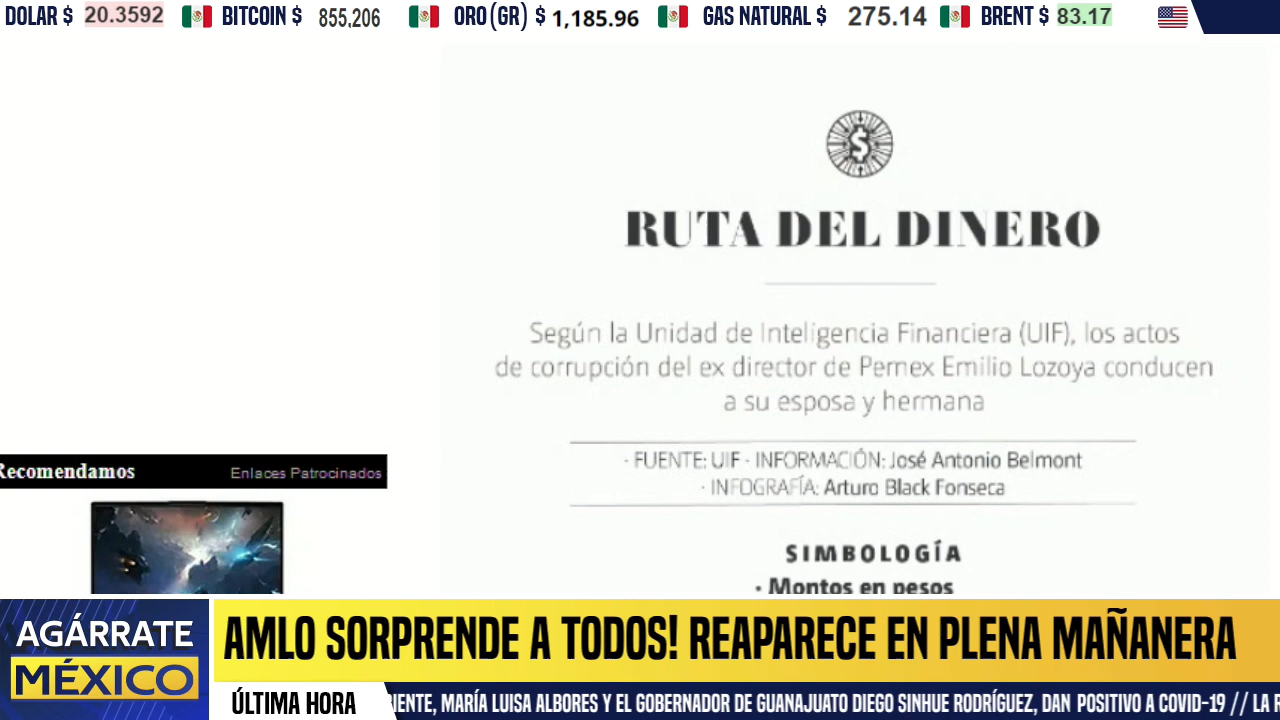 DOLAR $ 20.3592 BITCOIN $ 855,206 ORO(GR) $ 1,185.96 GAS NATURAL $ 275.14 BRENT $ 83.17
RUTA DEL DINERO
Según la Unidad de Inteligencia Financiera (UIF), los actos
de corrupción del ex director de Pemex Emilio Lozoya conducen
a su esposa y hermana
· FUENTE: UIF · INFORMACIÓN: José Antonio Belmont
· INFOGRAFÍA: Arturo Black Fonseca
SIMBOLOGÍA
· Montos en pesos
Recomendamos Enlaces Patrocinados
AGÁRRATE
MÉXICO
AMLO SORPRENDE A TODOS! REAPARECE EN PLENA MAÑANERA
ÚLTIMA HORA
IENTE, MARÍA LUISA ALBORES Y EL GOBERNADOR DE GUANAJUATO DIEGO SINHUE RODRÍGUEZ, DAN POSITIVO A COVID-19 // LA